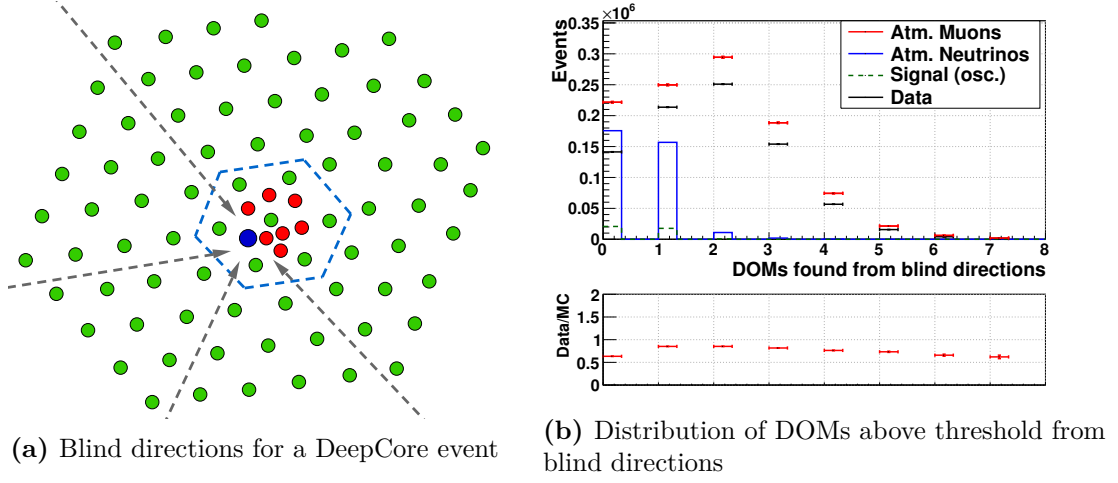 ×10⁶
0.35
0.3
0.25
0.2
0.15
0.1
0.05
0
Events
Atm. Muons
Atm. Neutrinos
Signal (osc.)
Data
0 1 2 3 4 5 6 7 8
DOMs found from blind directions
2
1.5
1
0.5
0
Data/MC
(a) Blind directions for a DeepCore event
(b) Distribution of DOMs above threshold from
blind directions